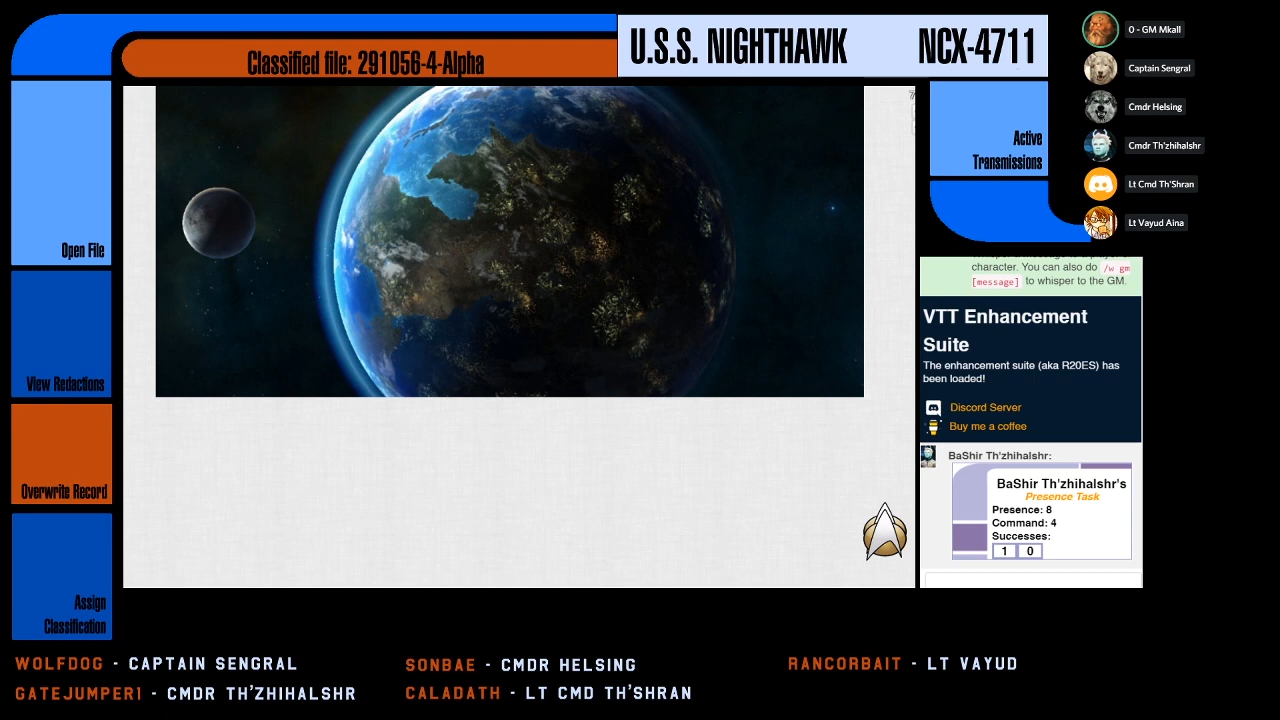 Classified file: 291056-4-Alpha
U.S.S. NIGHTHAWK
NCX-4711
Open File
View Redactions
Overwrite Record
Assign
Classification
Active
Transmissions
0 - GM Mkall
Captain Sengral
Cmdr Helsing
Cmdr Th'zhihalshr
Lt Cmd Th'Shran
Lt Vayud Aina
character. You can also do /w gm
[message] to whisper to the GM.
VTT Enhancement
Suite
The enhancement suite (aka R20ES) has
been loaded!
Discord Server
Buy me a coffee
BaShir Th'zhihalshr:
BaShir Th'zhihalshr's
Presence Task
Presence: 8
Command: 4
Successes:
1 0
WOLFDOG - CAPTAIN SENGRAL
SONBAE - CMDR HELSING
RANCORBAIT - LT VAYUD
GATEJUMPER1 - CMDR TH'ZHIHALSHR
CALADATH - LT CMD TH'SHRAN